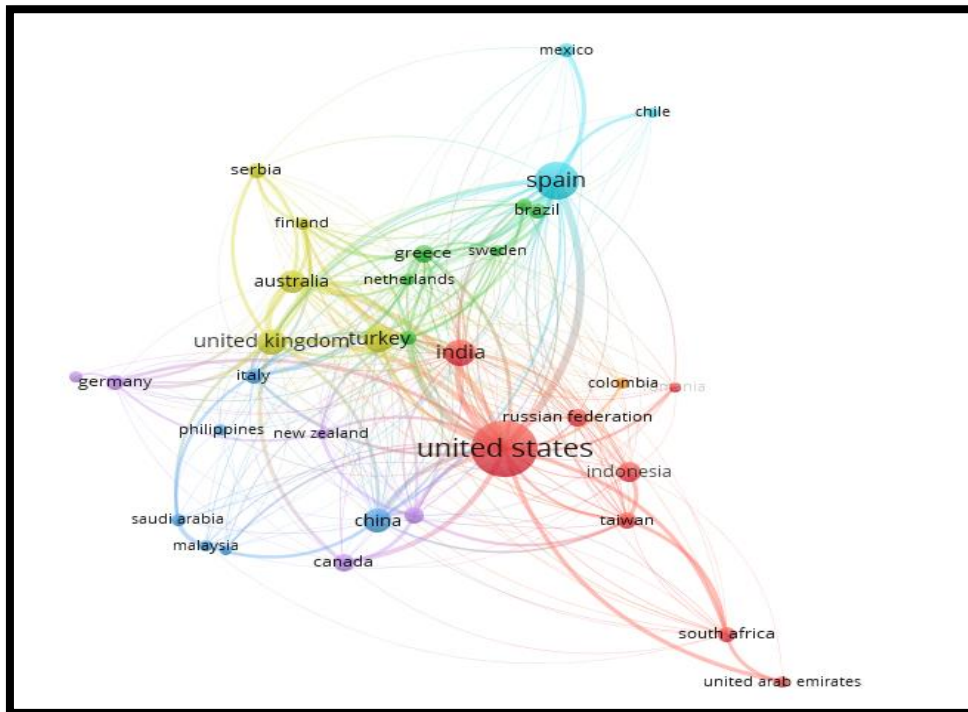 mexico
chile
spain
serbia
brazil
finland
greece
sweden
australia
netherlands
united kingdom
turkey
india
italy
germany
colombia
russian federation
philippines
new zealand
united states
indonesia
saudi arabia
china
taiwan
malaysia
canada
south africa
united arab emirates